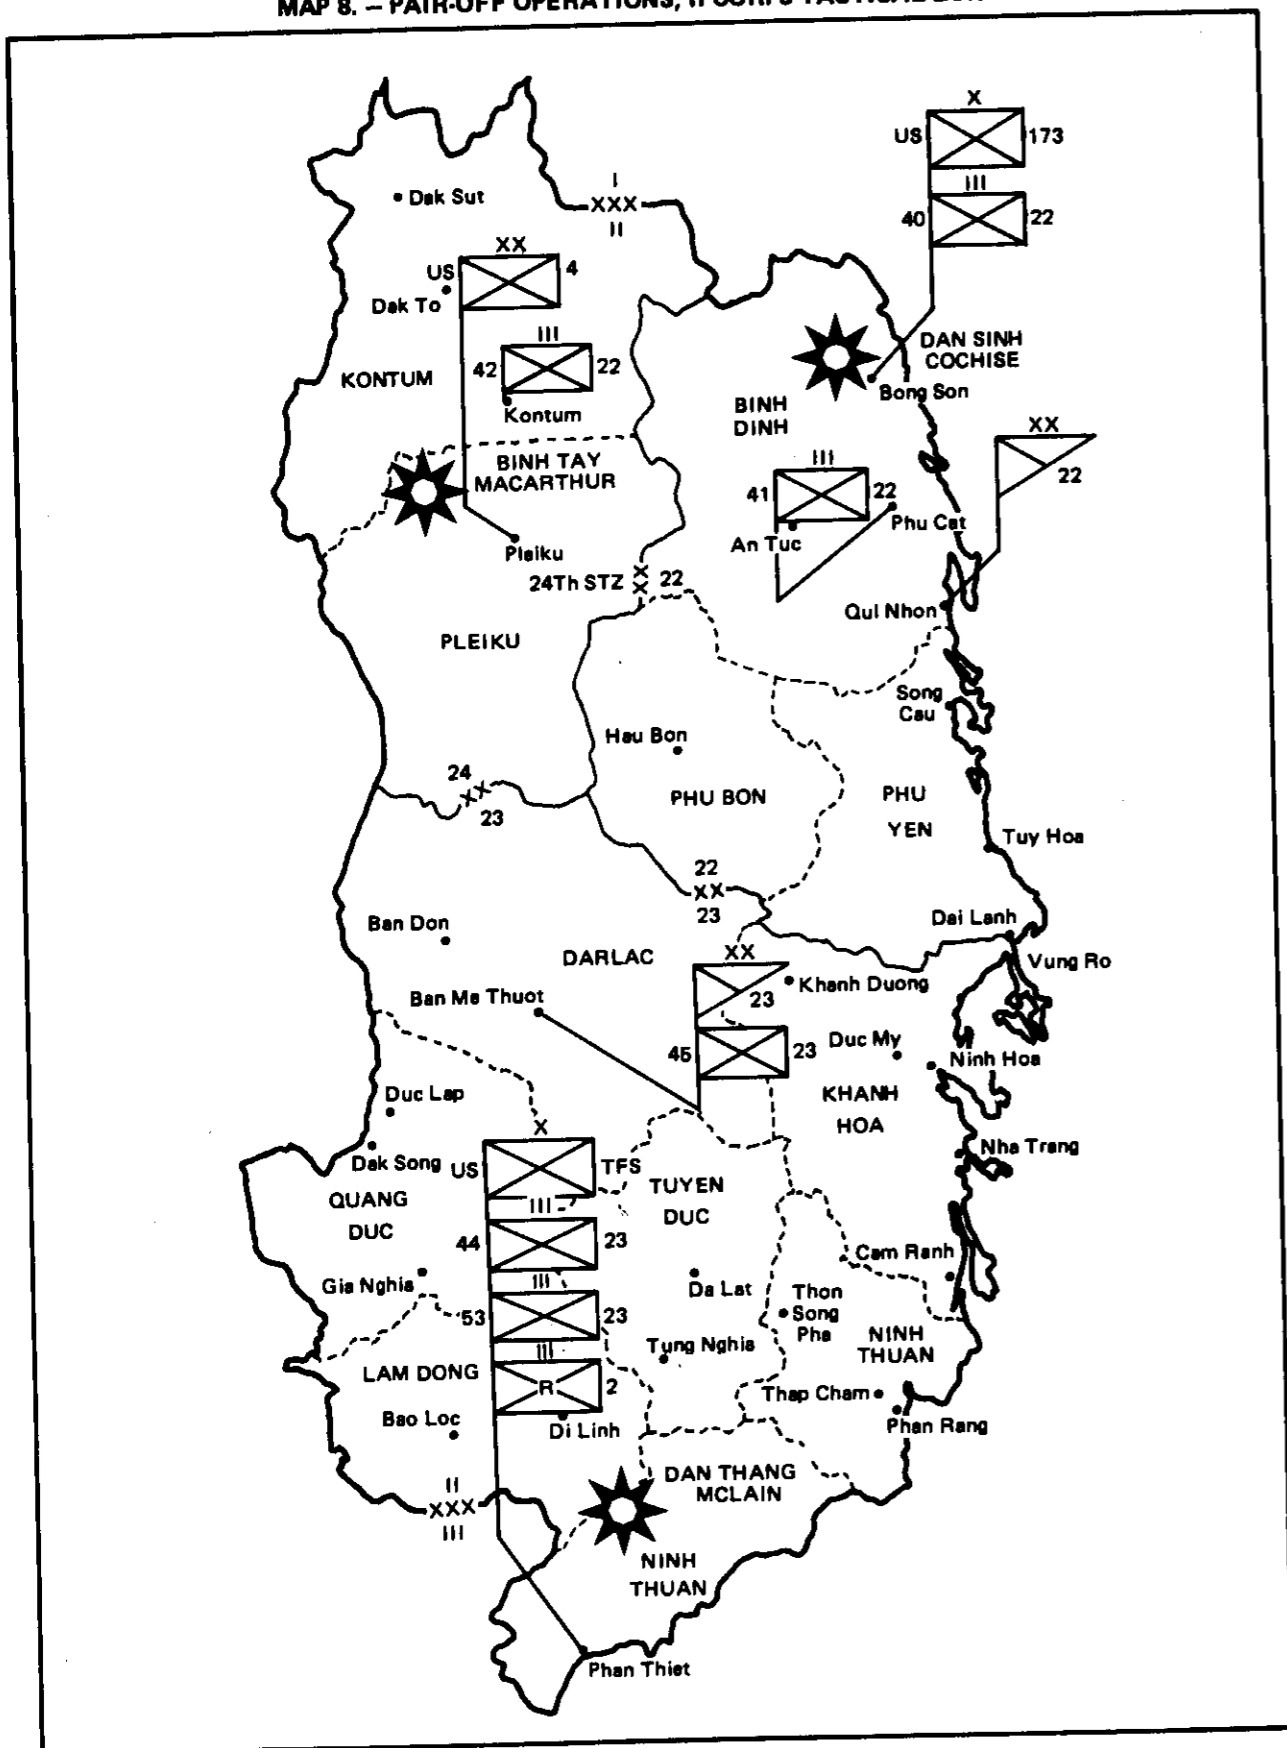 MAP 8. — PAIR-OFF OPERATIONS, II CORPS TACTICAL
X
US 173
III
40 22
Dak Sut
I
XXX
II
XX
US 4
Dak To
III
42 22
Kontum
KONTUM
DAN SINH
COCHISE
Bong Son
BINH
DINH
XX
22
BINH TAY
MACARTHUR
III
41 22
Phu Cat
An Tuc
Pleiku
24Th STZ XX 22
Qui Nhon
PLEIKU
Song
Cau
Hau Bon
24
XX
23
PHU BON
PHU
YEN
Tuy Hoa
22
XX
23
Ban Don
Dai Lanh
DARLAC
Vung Ro
XX
23
Khanh Duong
Ban Me Thuot
45 23
Duc My
Ninh Hoa
Duc Lap
KHANH
HOA
X
Dak Song
US TFS
Nha Trang
QUANG
DUC
TUYEN
DUC
III
44 23
Cam Ranh
Gia Nghia
Da Lat
III
53 23
Thon
Song
Pha
NINH
THUAN
Tung Nghia
III
LAM DONG
R 2
Thap Cham
Bao Loc
Di Linh
Phan Rang
DAN THANG
MCLAIN
II
XXX
III
NINH
THUAN
Phan Thiet